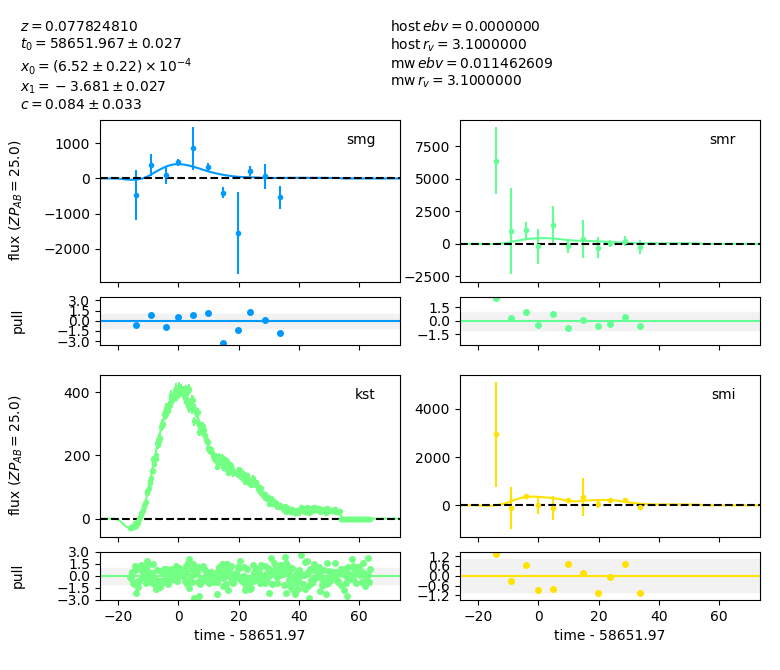 z = 0.077824810
t₀ = 58651.967 ± 0.027
x₀ = (6.52 ± 0.22) × 10⁻⁴
x₁ = −3.681 ± 0.027
c = 0.084 ± 0.033
host ebv = 0.0000000
host r_v = 3.1000000
mw ebv = 0.011462609
mw r_v = 3.1000000
flux (ZP_AB = 25.0)
1000
0
−1000
−2000
smg
7500
5000
2500
0
−2500
smr
pull
3.0
1.5
0.0
−1.5
−3.0
1.5
0.0
−1.5
flux (ZP_AB = 25.0)
400
200
0
kst
4000
2000
0
smi
pull
3.0
1.5
0.0
−1.5
−3.0
−20 0 20 40 60
time - 58651.97
1.2
0.6
0.0
−0.6
−1.2
−20 0 20 40 60
time - 58651.97